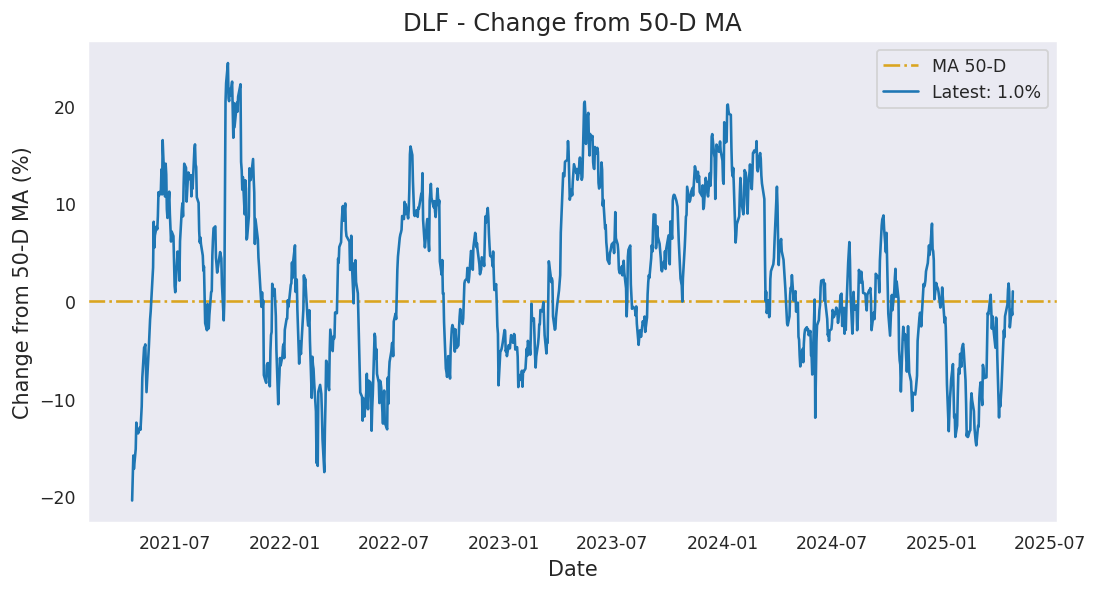 DLF - Change from 50-D MA
MA 50-D
Latest: 1.0%
Change from 50-D MA (%)
20
10
0
−10
−20
2021-07 2022-01 2022-07 2023-01 2023-07 2024-01 2024-07 2025-01 2025-07
Date